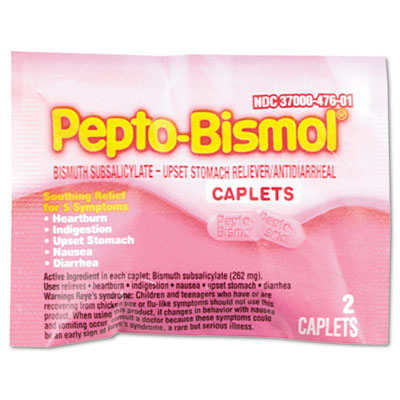 NDC 37000-476-01
Pepto-Bismol®
BISMUTH SUBSALICYLATE – UPSET STOMACH RELIEVER/ANTIDIARRHEAL
CAPLETS
Soothing Relief
for 5 Symptoms
• Heartburn
• Indigestion
• Upset Stomach
• Nausea
• Diarrhea
Pepto-
Bismol
Pepto-
Bismol
Active Ingredient in each caplet: Bismuth subsalicylate (262 mg).
Uses relieves • heartburn • indigestion • nausea • upset stomach • diarrhea
Warnings Reye's syndrome: Children and teenagers who have or are
recovering from chicken pox or flu-like symptoms should not use this
product. When using this product, if changes in behavior with nausea
and vomiting occur, consult a doctor because these symptoms could
be an early sign of Reye's syndrome, a rare but serious illness.
2
CAPLETS